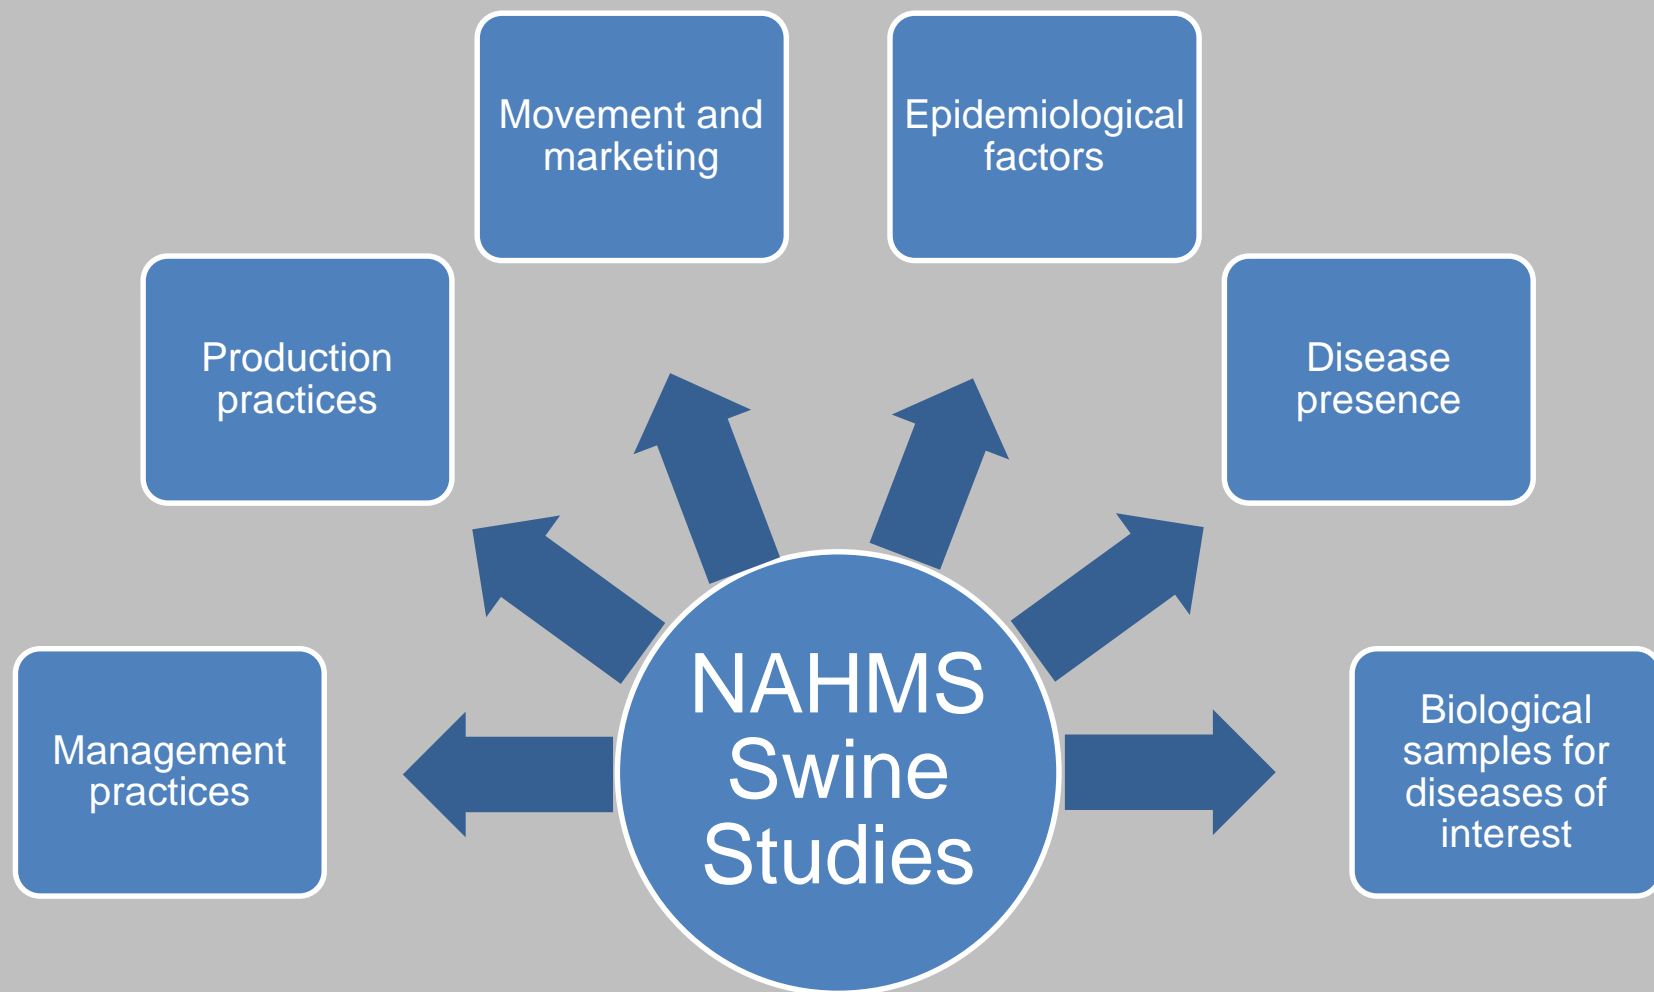 Movement and
marketing
Epidemiological
factors
Production
practices
Disease
presence
Management
practices
NAHMS
Swine
Studies
Biological
samples for
diseases of
interest